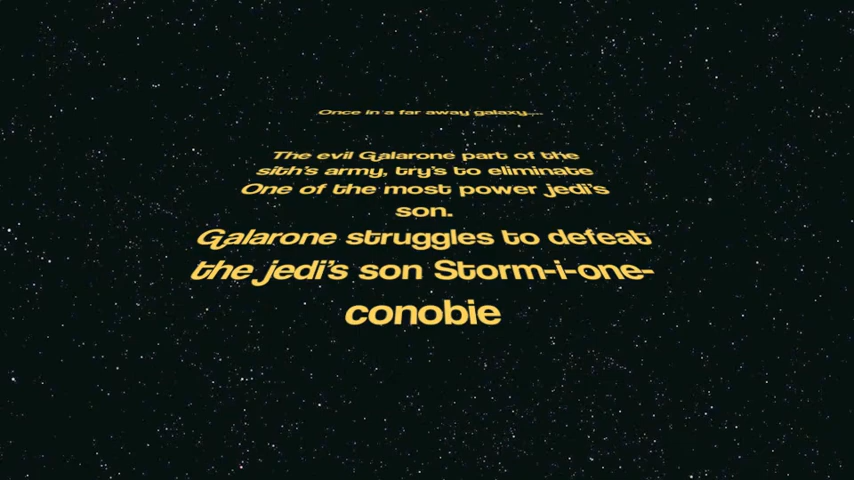 Once in a far away galaxy....
The evil Galarone part of the
sith's army, try's to eliminate
One of the most power jedi's
son.
Galarone struggles to defeat
the jedi's son Storm-i-one-
conobie